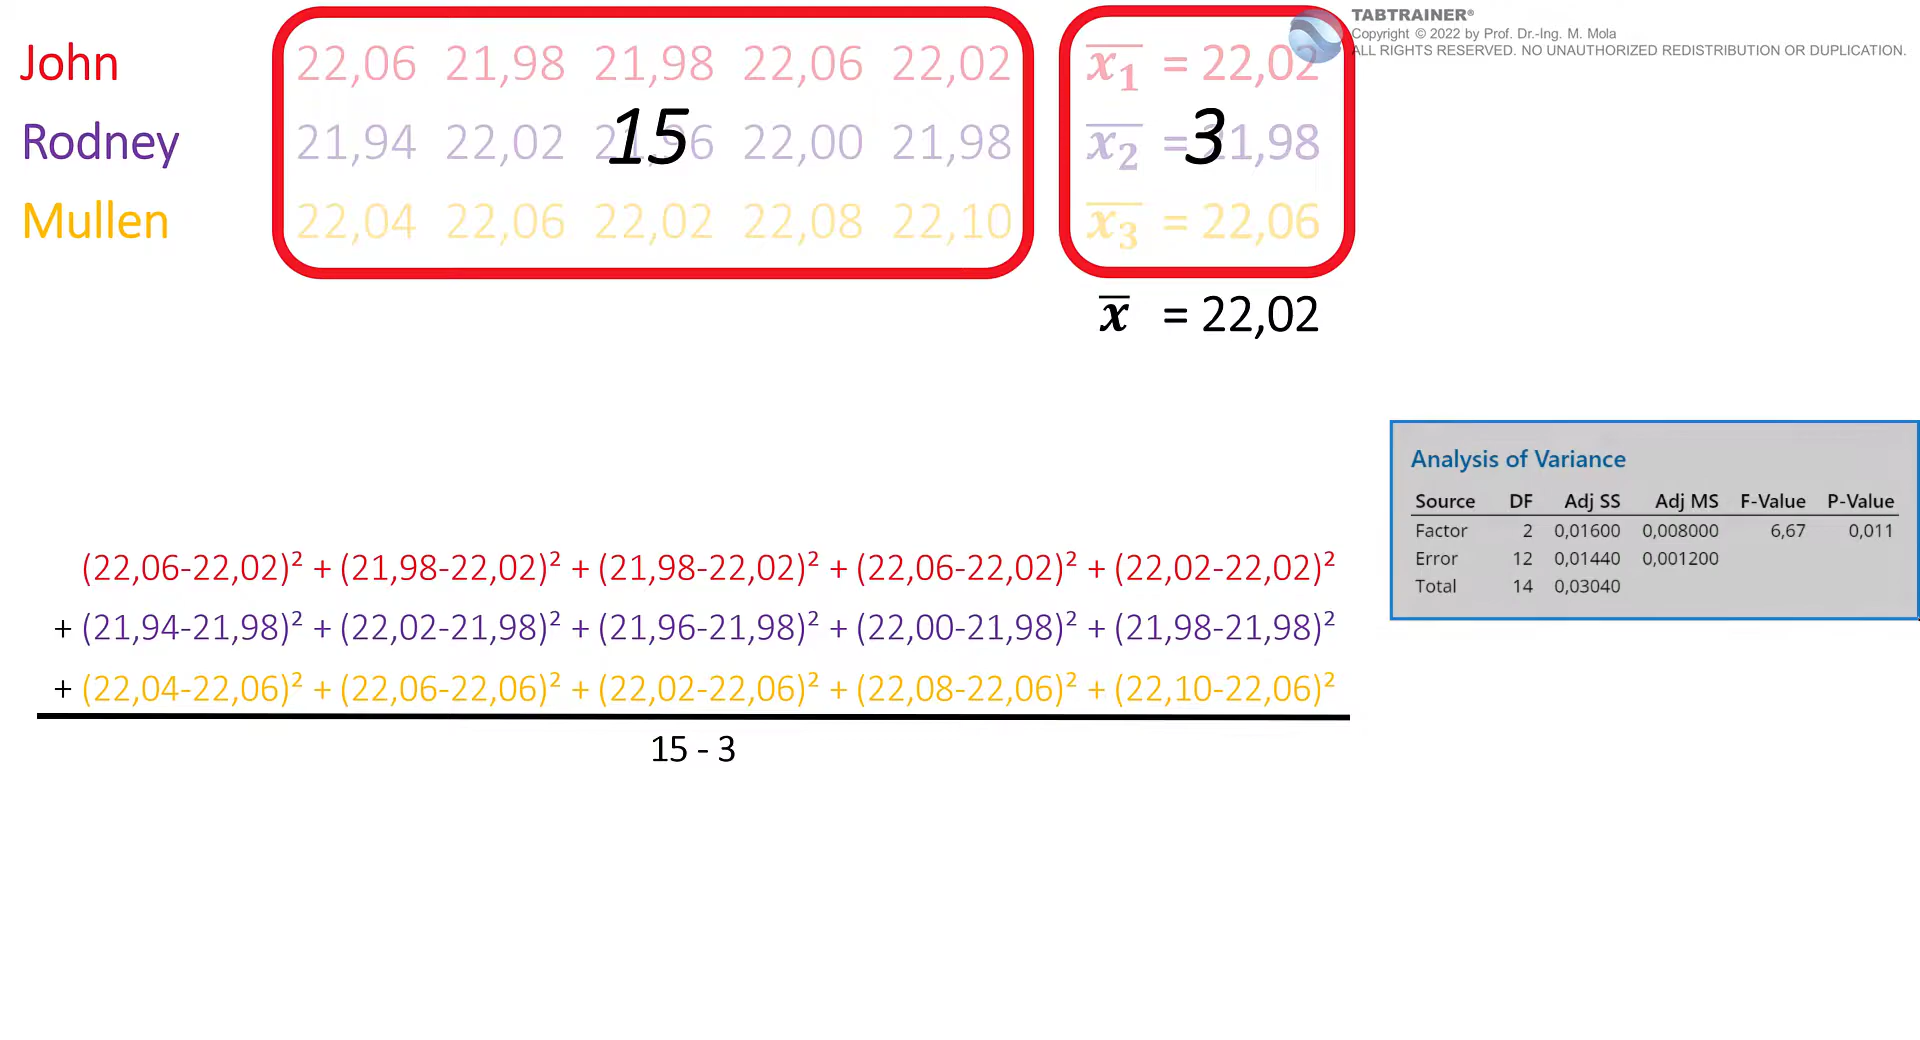 TABTRAINER®
Copyright © 2022 by Prof. Dr.-Ing. M. Mola
ALL RIGHTS RESERVED. NO UNAUTHORIZED REDISTRIBUTION OR DUPLICATION.
John 22,06 21,98 21,98 22,06 22,02 x₁ = 22,02
15 3
Rodney 21,94 22,02 21,96 22,00 21,98 x₂ = 21,98
Mullen 22,04 22,06 22,02 22,08 22,10 x₃ = 22,06
x = 22,02
Analysis of Variance
Source DF Adj SS Adj MS F-Value P-Value
Factor 2 0,01600 0,008000 6,67 0,011
Error 12 0,01440 0,001200
Total 14 0,03040
(22,06-22,02)² + (21,98-22,02)² + (21,98-22,02)² + (22,06-22,02)² + (22,02-22,02)²
+ (21,94-21,98)² + (22,02-21,98)² + (21,96-21,98)² + (22,00-21,98)² + (21,98-21,98)²
+ (22,04-22,06)² + (22,06-22,06)² + (22,02-22,06)² + (22,08-22,06)² + (22,10-22,06)²
15 - 3